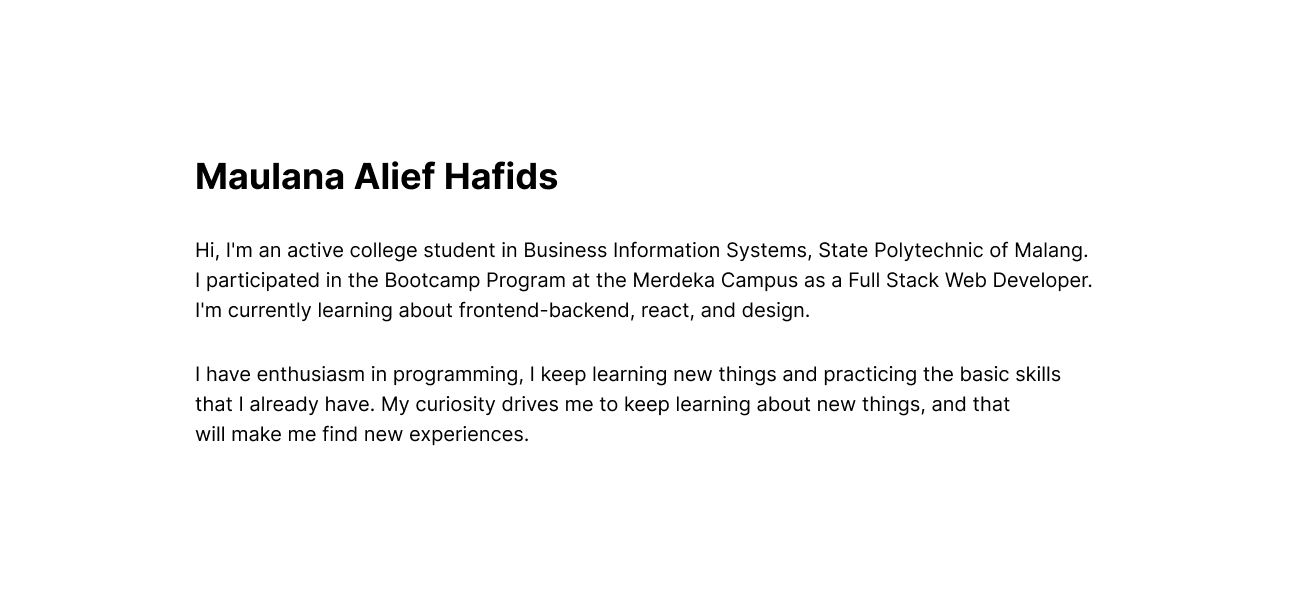 Maulana Alief Hafids
Hi, I'm an active college student in Business Information Systems, State Polytechnic of Malang.
I participated in the Bootcamp Program at the Merdeka Campus as a Full Stack Web Developer.
I'm currently learning about frontend-backend, react, and design.
I have enthusiasm in programming, I keep learning new things and practicing the basic skills
that I already have. My curiosity drives me to keep learning about new things, and that
will make me find new experiences.